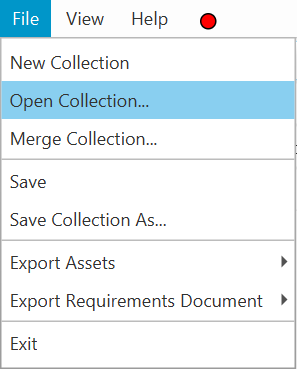 File View Help
New Collection
Open Collection...
Merge Collection...
Save
Save Collection As...
Export Assets
Export Requirements Document
Exit